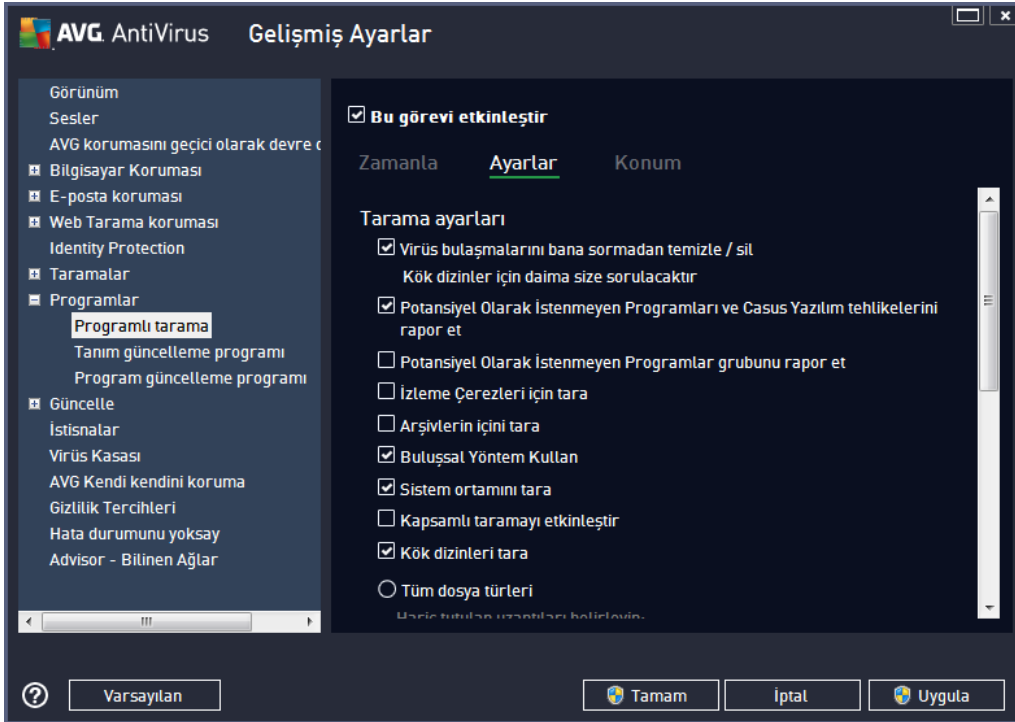 AVG AntiVirus Gelişmiş Ayarlar
Görünüm
Sesler
AVG korumasını geçici olarak devre d
Bilgisayar Koruması
E-posta koruması
Web Tarama koruması
Identity Protection
Taramalar
Programlar
Programlı tarama
Tanım güncelleme programı
Program güncelleme programı
Güncelle
İstisnalar
Virüs Kasası
AVG Kendi kendini koruma
Gizlilik Tercihleri
Hata durumunu yoksay
Advisor - Bilinen Ağlar
Bu görevi etkinleştir
Zamanla Ayarlar Konum
Tarama ayarları
Virüs bulaşmalarını bana sormadan temizle / sil
Kök dizinler için daima size sorulacaktır
Potansiyel Olarak İstenmeyen Programları ve Casus Yazılım tehlikelerini
rapor et
Potansiyel Olarak İstenmeyen Programlar grubunu rapor et
İzleme Çerezleri için tara
Arşivlerin içini tara
Buluşsal Yöntem Kullan
Sistem ortamını tara
Kapsamlı taramayı etkinleştir
Kök dizinleri tara
Tüm dosya türleri
Hariç tutulan uzantıları belirleyin:
Varsayılan Tamam İptal Uygula